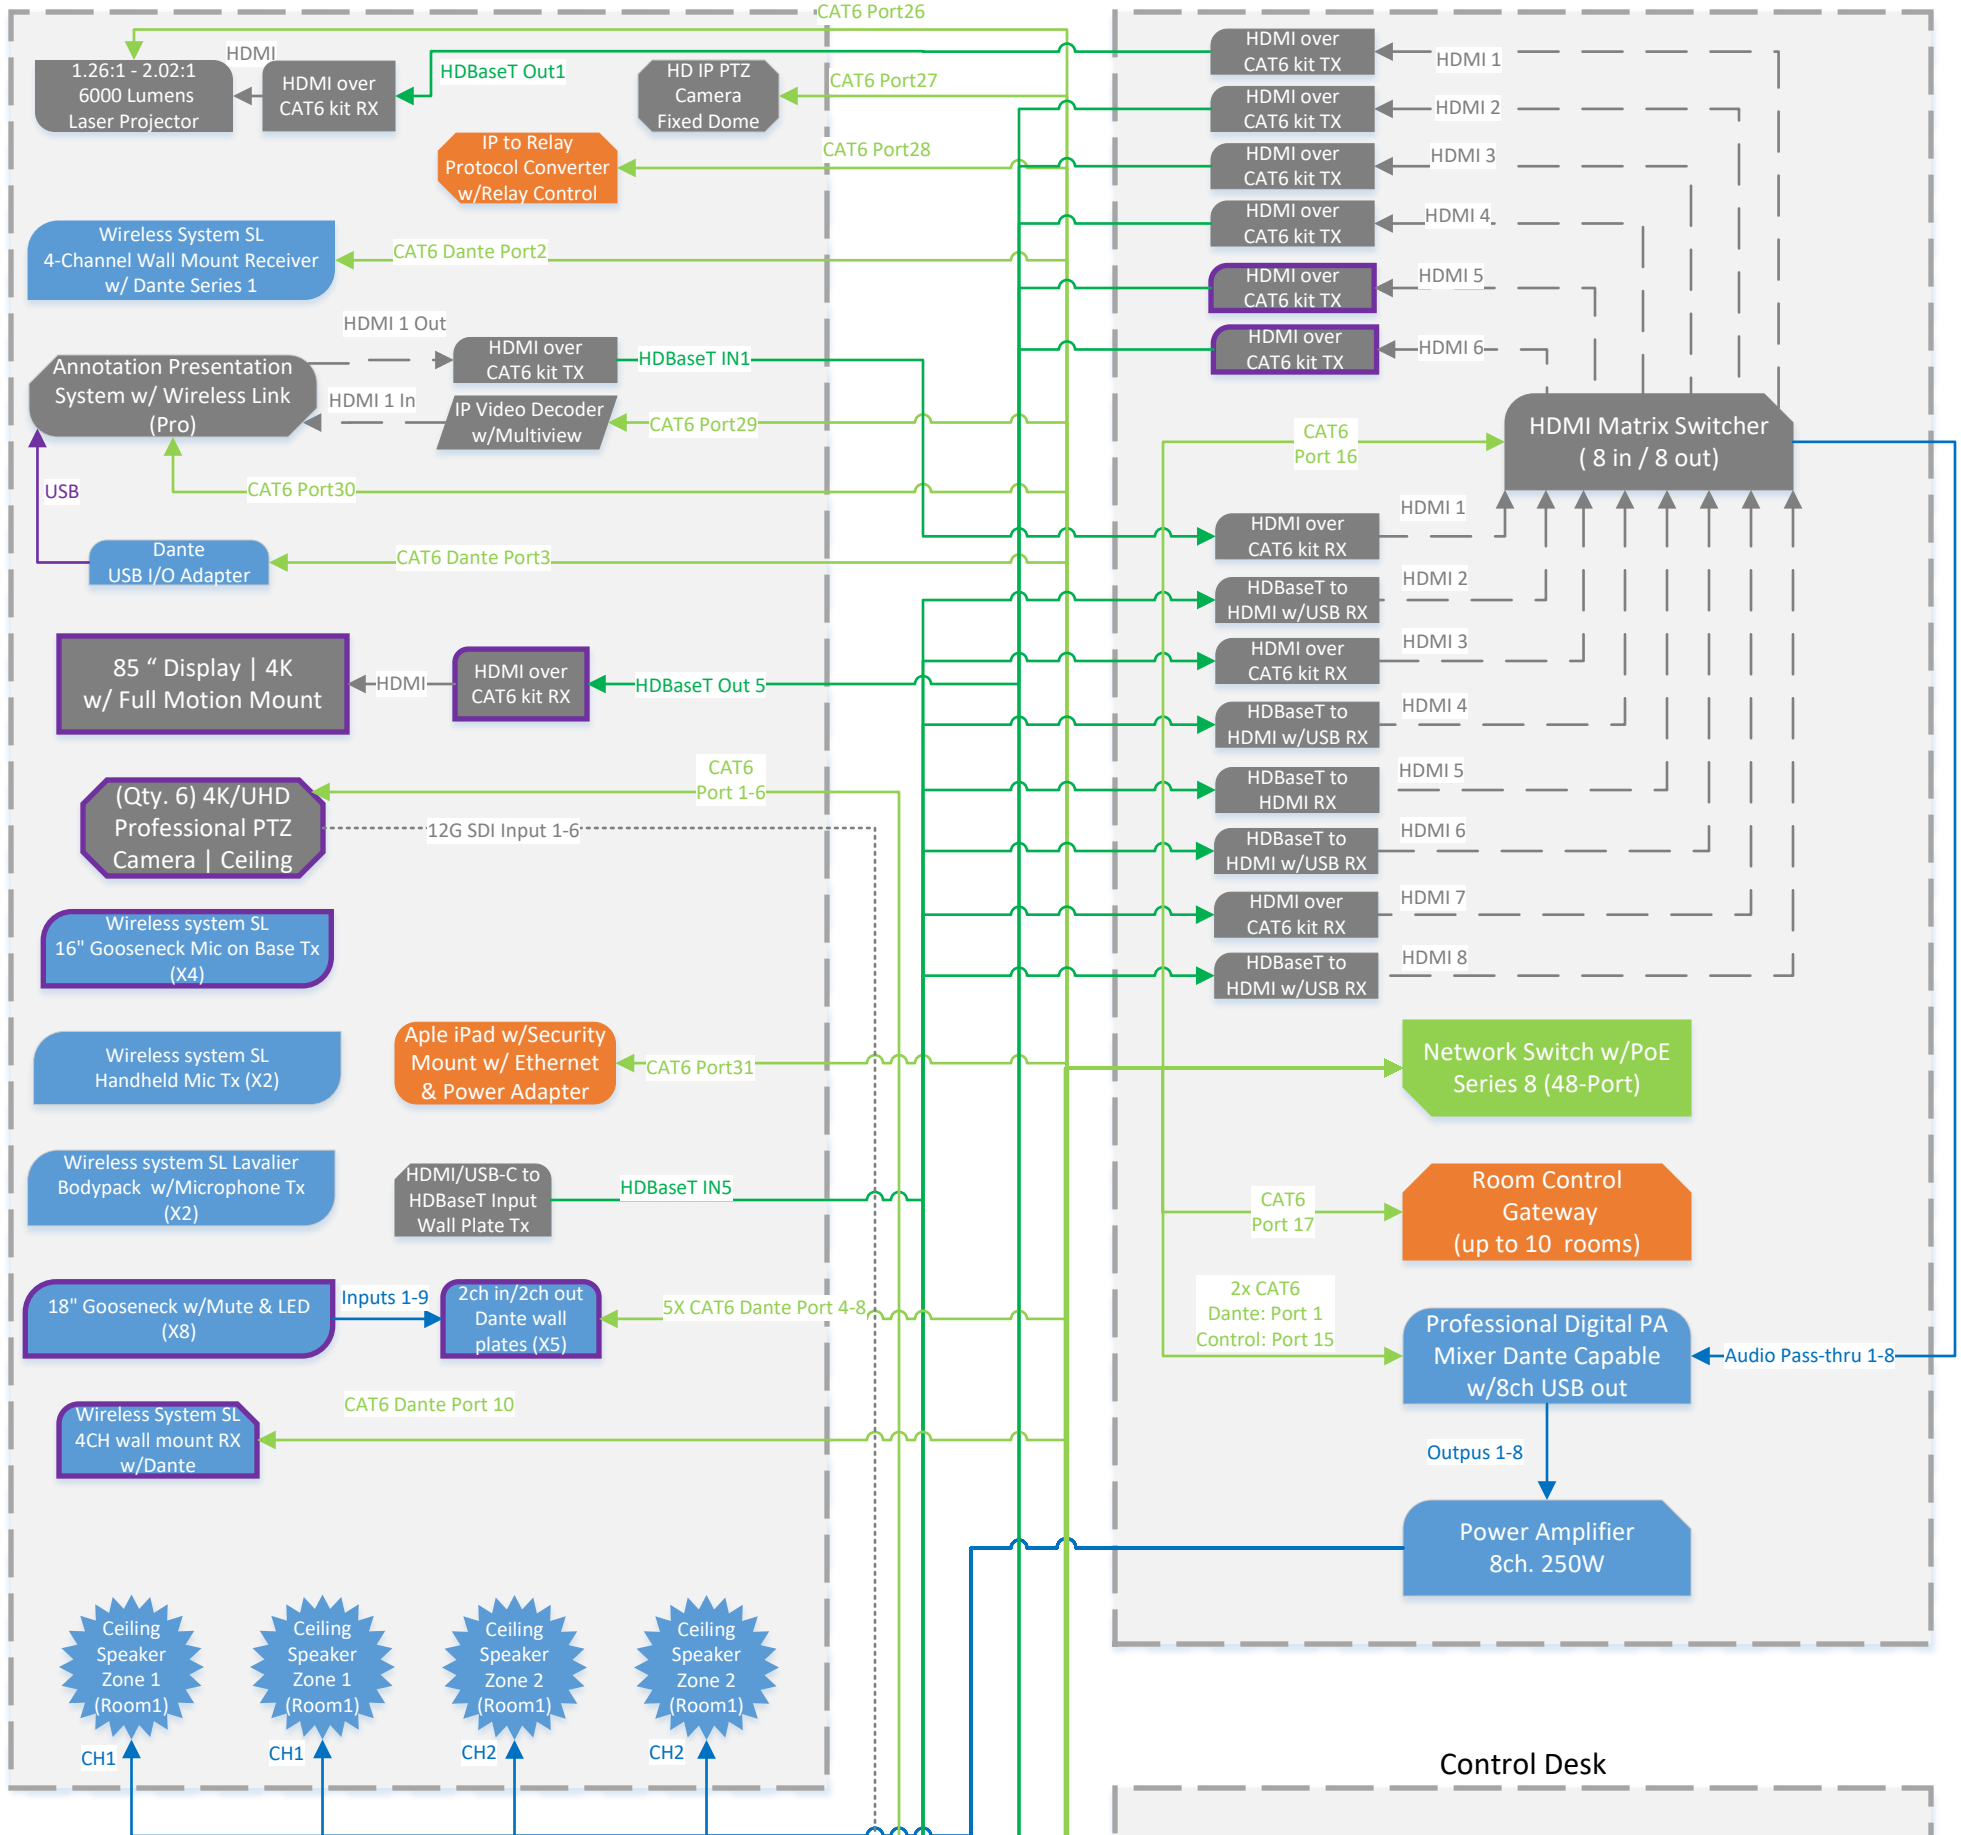 CAT6 Port26
HDMI
1.26:1 - 2.02:1
6000 Lumens
Laser Projector
HDMI over
CAT6 kit RX
HDBaseT Out1
HD IP PTZ
Camera
Fixed Dome
CAT6 Port27
IP to Relay
Protocol Converter
w/Relay Control
CAT6 Port28
Wireless System SL
4-Channel Wall Mount Receiver
w/ Dante Series 1
CAT6 Dante Port2
HDMI 1 Out
HDMI over
CAT6 kit TX
HDBaseT IN1
Annotation Presentation
System w/ Wireless Link
(Pro)
HDMI 1 In
IP Video Decoder
w/Multiview
CAT6 Port29
USB
CAT6 Port30
Dante
USB I/O Adapter
CAT6 Dante Port3
85 “ Display | 4K
w/ Full Motion Mount
HDMI
HDMI over
CAT6 kit RX
HDBaseT Out 5
CAT6
Port 1-6
(Qty. 6) 4K/UHD
Professional PTZ
Camera | Ceiling
12G SDI Input 1-6
Wireless system SL
16" Gooseneck Mic on Base Tx
(X4)
Wireless system SL
Handheld Mic Tx (X2)
Aple iPad w/Security
Mount w/ Ethernet
& Power Adapter
CAT6 Port31
Wireless system SL Lavalier
Bodypack w/Microphone Tx
(X2)
HDMI/USB-C to
HDBaseT Input
Wall Plate Tx
HDBaseT IN5
18" Gooseneck w/Mute & LED
(X8)
Inputs 1-9
2ch in/2ch out
Dante wall
plates (X5)
5X CAT6 Dante Port 4-8
Wireless System SL
4CH wall mount RX
w/Dante
CAT6 Dante Port 10
Ceiling
Speaker
Zone 1
(Room1)
Ceiling
Speaker
Zone 1
(Room1)
Ceiling
Speaker
Zone 2
(Room1)
Ceiling
Speaker
Zone 2
(Room1)
CH1
CH1
CH2
CH2
HDMI over
CAT6 kit TX
HDMI 1
HDMI over
CAT6 kit TX
HDMI 2
HDMI over
CAT6 kit TX
HDMI 3
HDMI over
CAT6 kit TX
HDMI 4
HDMI over
CAT6 kit TX
HDMI 5
HDMI over
CAT6 kit TX
HDMI 6
CAT6
Port 16
HDMI Matrix Switcher
( 8 in / 8 out)
HDMI over
CAT6 kit RX
HDMI 1
HDBaseT to
HDMI w/USB RX
HDMI 2
HDMI over
CAT6 kit RX
HDMI 3
HDBaseT to
HDMI w/USB RX
HDMI 4
HDBaseT to
HDMI RX
HDMI 5
HDBaseT to
HDMI w/USB RX
HDMI 6
HDMI over
CAT6 kit RX
HDMI 7
HDBaseT to
HDMI w/USB RX
HDMI 8
Network Switch w/PoE
Series 8 (48-Port)
CAT6
Port 17
Room Control
Gateway
(up to 10 rooms)
2x CAT6
Dante: Port 1
Control: Port 15
Professional Digital PA
Mixer Dante Capable
w/8ch USB out
Audio Pass-thru 1-8
Outpus 1-8
Power Amplifier
8ch. 250W
Control Desk